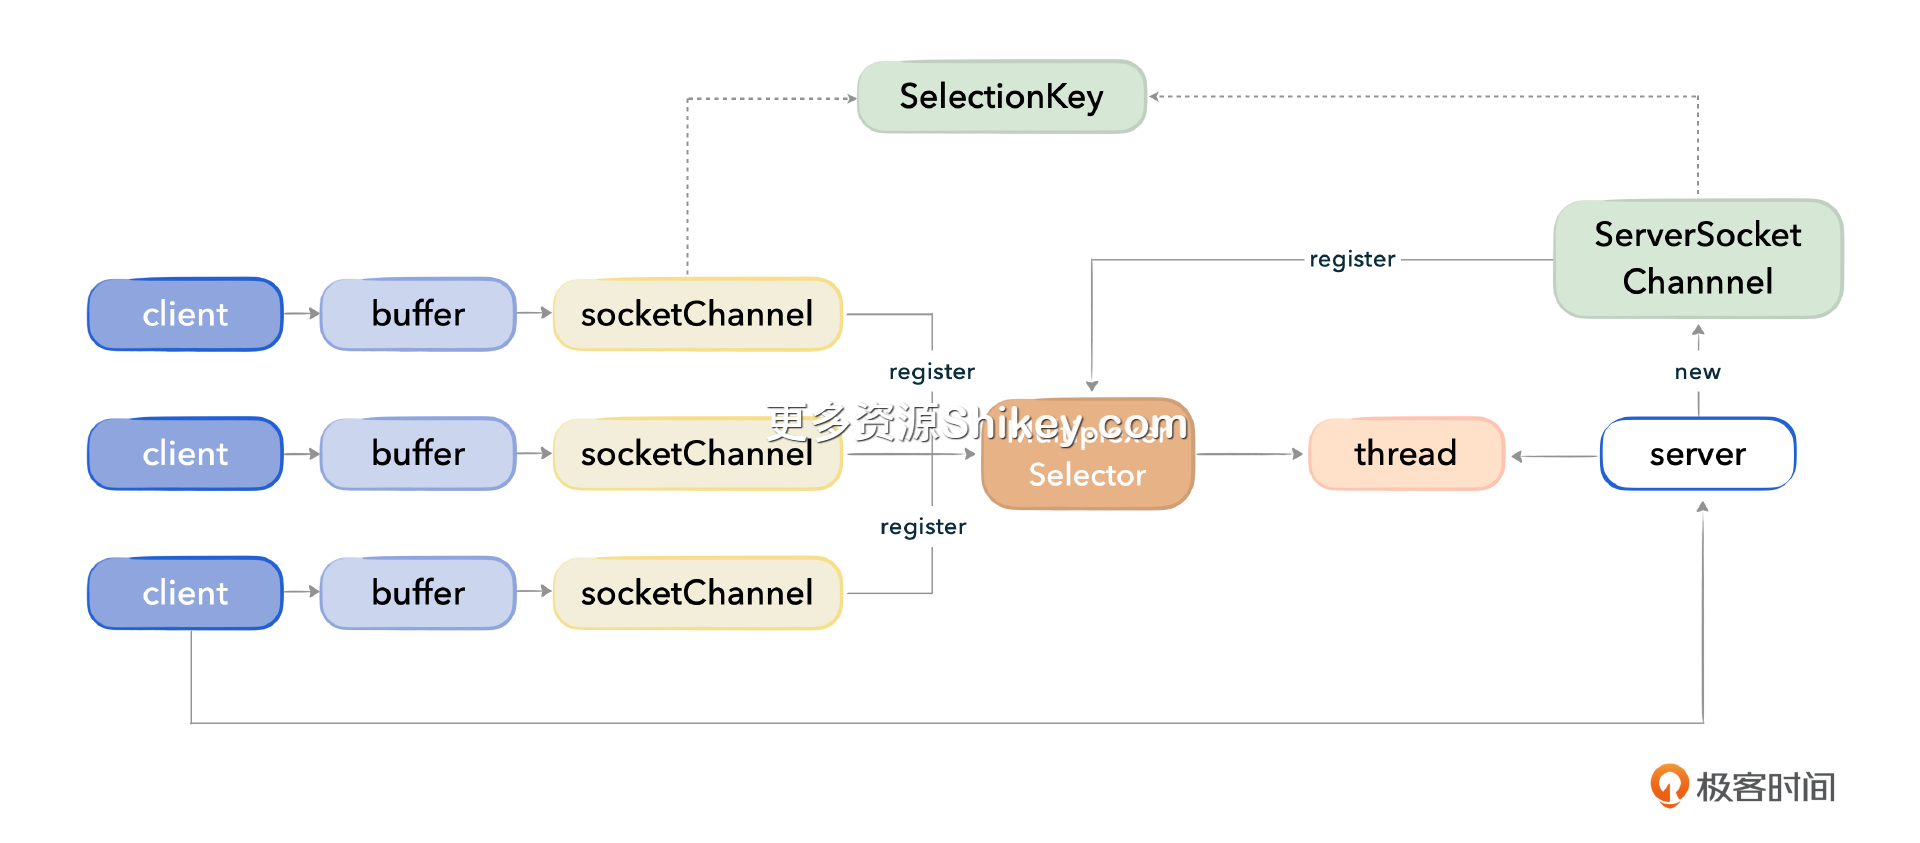 SelectionKey
ServerSocket
Channnel
register
client
buffer
socketChannel
register
new
更多资源Shikey.com
client
buffer
socketChannel
Selector
thread
server
register
client
buffer
socketChannel
极客时间